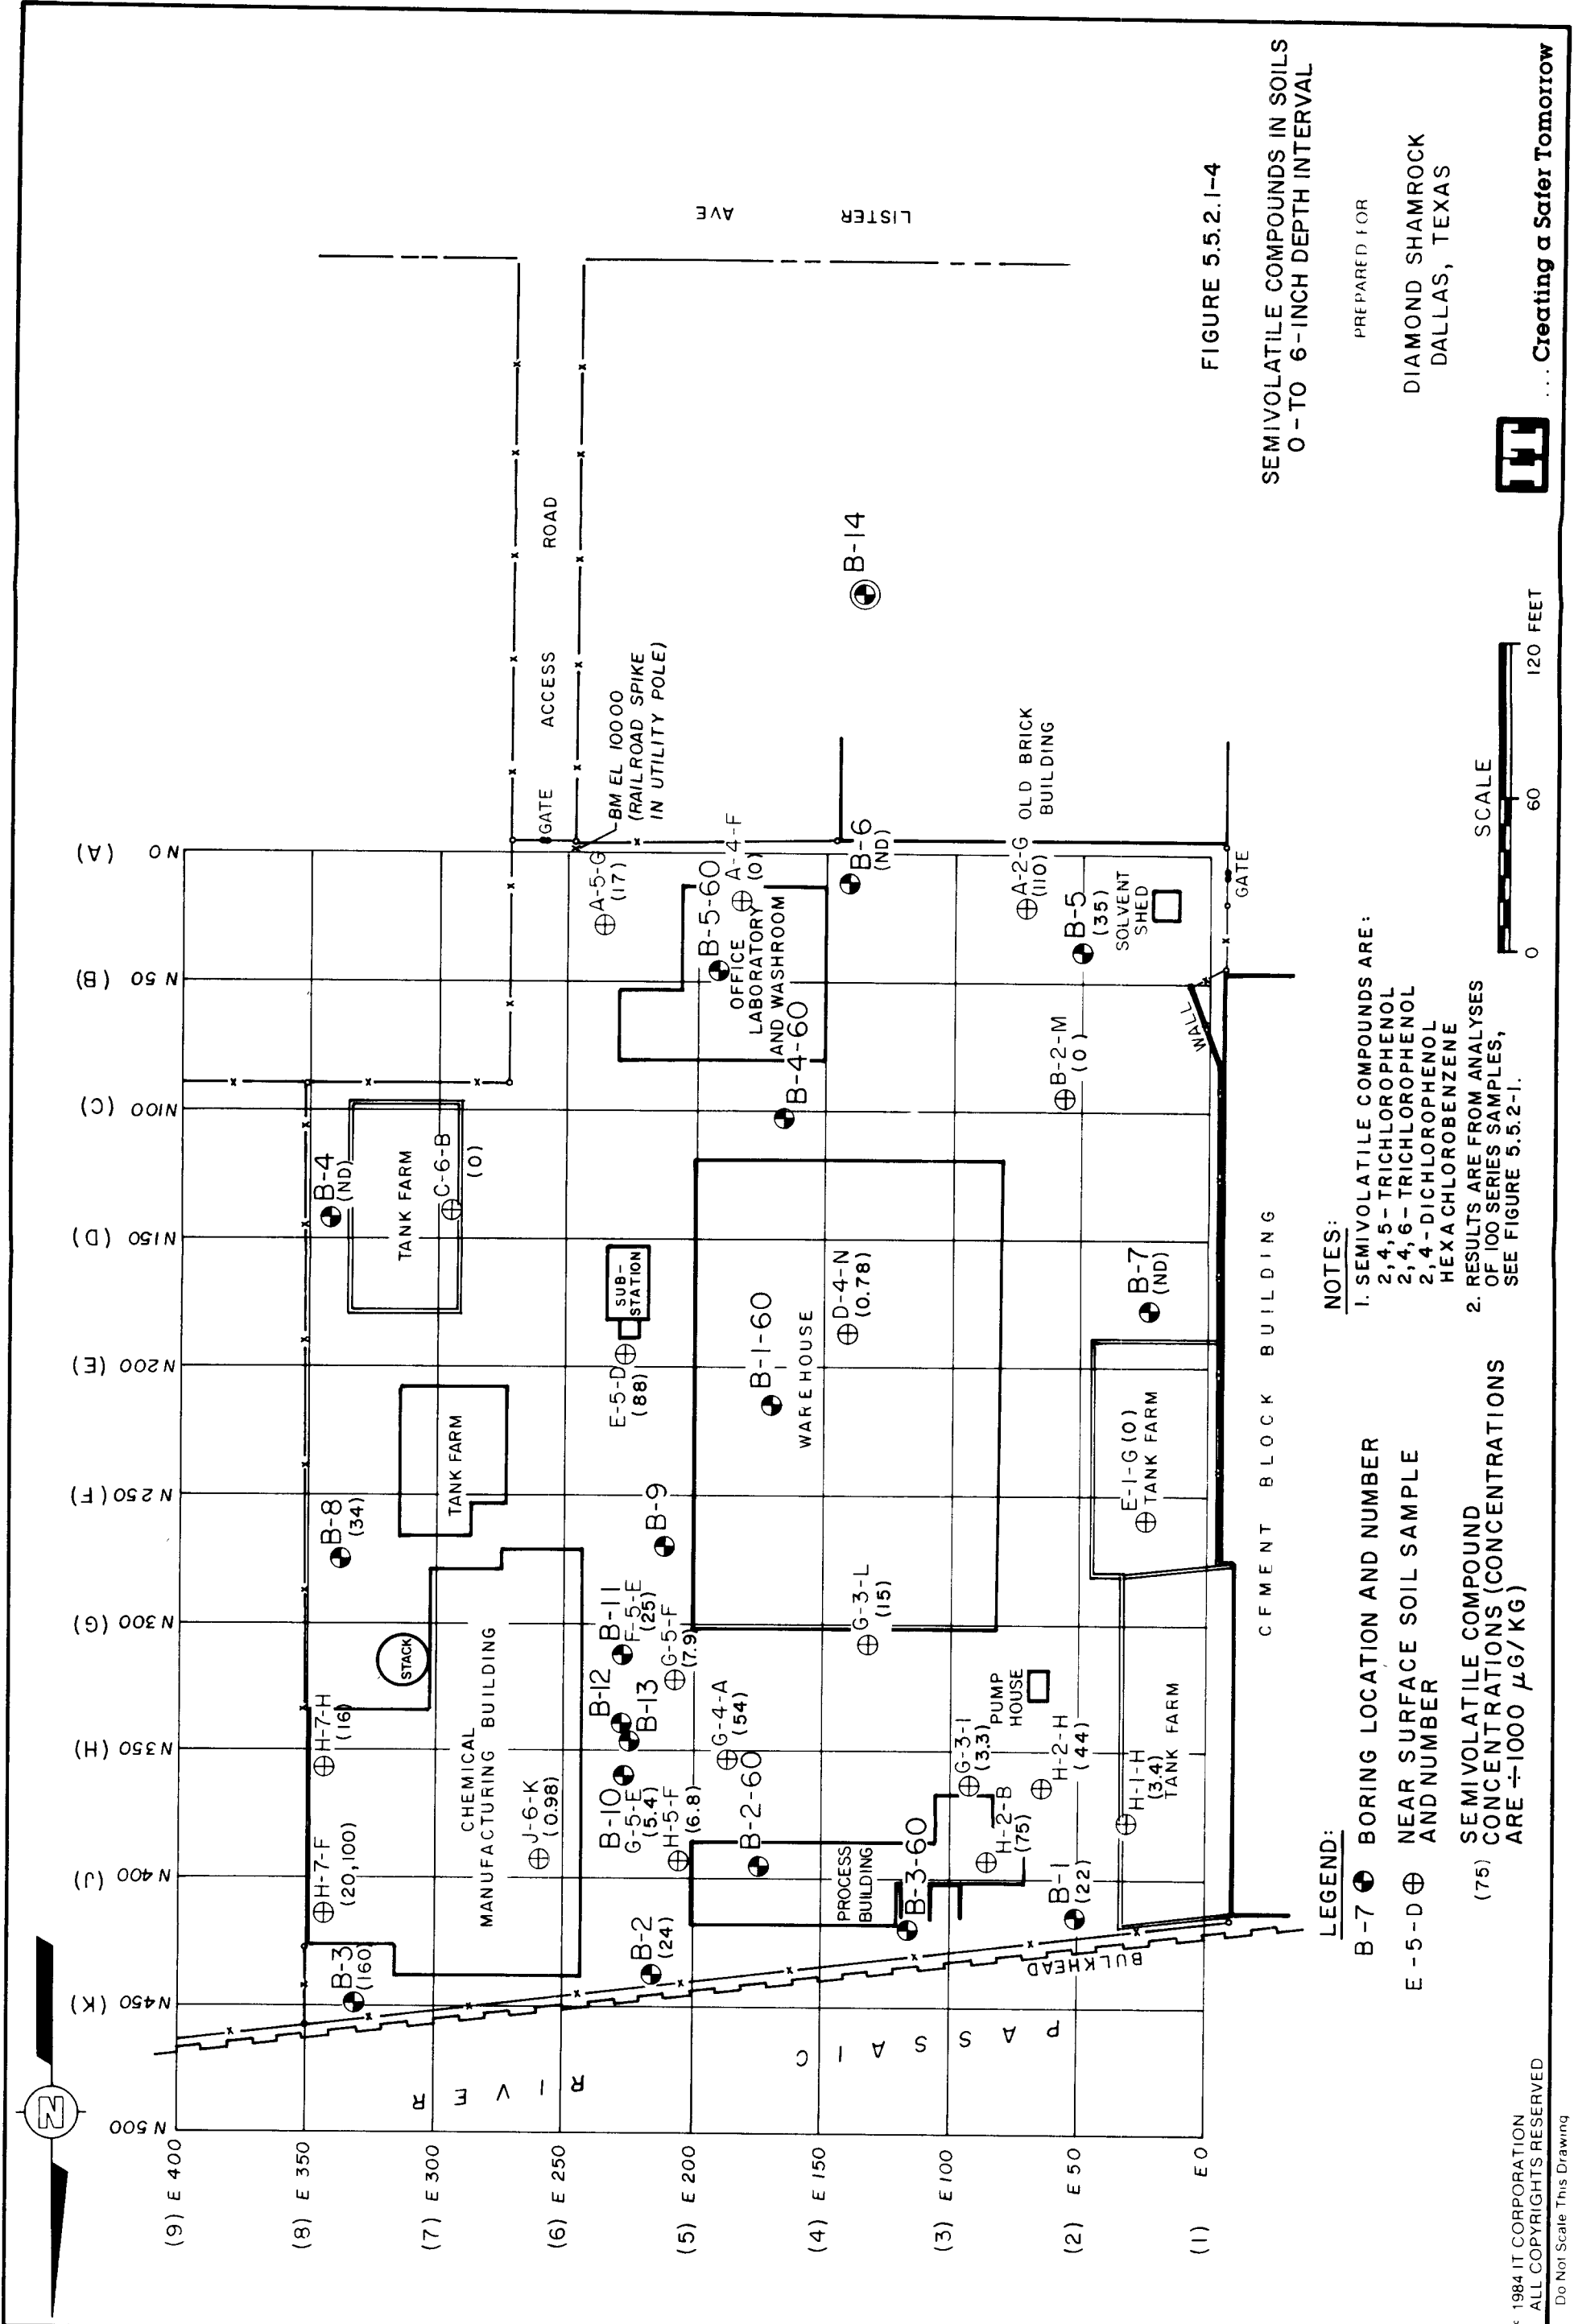 (A) 0 N
(B) N 50
(C) N100
(D) N150
(E) N 200
(F) N 250
(G) N300
(H) N350
(J) N 400
(K) N 450
N 500
(9) E 400
(8) E 350
(7) E 300
(6) E 250
(5) E 200
(4) E 150
(3) E 100
(2) E 50
(1) E 0
N
RIVER
PASSAIC
BULKHEAD
LISTER AVE
ACCESS ROAD
GATE
BM EL 10000
(RAILROAD SPIKE
IN UTILITY POLE)
B-3
(160)
H-7-F
(20,100)
H-7-H
(16)
STACK
B-8
(34)
TANK FARM
B-4
(ND)
TANK FARM
C-6-B
(0)
CHEMICAL
MANUFACTURING BUILDING
J-6-K
(0.98)
B-2
(24)
B-10
G-5-E
(5.4)
H-5-F
(6.8)
B-12
B-13
B-11
F-5-E
(25)
G-5-F
(7.9)
B-9
G-4-A
(54)
B-2-60
PROCESS
BUILDING
B-3-60
E-5-D
(88)
SUB-
STATION
B-1-60
WAREHOUSE
D-4-N
(0.78)
G-3-L
(15)
A-5-G
(17)
B-5-60
OFFICE
LABORATORY
AND WASHROOM
A-4-F
(0)
B-4-60
B-6
(ND)
B-14
A-2-G
(110)
OLD BRICK
BUILDING
B-5
(35)
SOLVENT
SHED
GATE
B-2-M
(0)
WALL
B-7
(ND)
E-1-G (0)
TANK FARM
G-3-I
(3.3)
PUMP
HOUSE
H-2-H
(44)
H-2-B
(75)
B-1
(22)
H-1-H
(3.4)
TANK FARM
CEMENT BLOCK BUILDING
LEGEND:
B-7 BORING LOCATION AND NUMBER
E-5-D NEAR SURFACE SOIL SAMPLE
AND NUMBER
(75) SEMIVOLATILE COMPOUND
CONCENTRATIONS (CONCENTRATIONS
ARE ÷1000 μG/KG)
NOTES:
1. SEMIVOLATILE COMPOUNDS ARE:
2,4,5-TRICHLOROPHENOL
2,4,6-TRICHLOROPHENOL
2,4-DICHLOROPHENOL
HEXACHLOROBENZENE
2. RESULTS ARE FROM ANALYSES
OF 100 SERIES SAMPLES,
SEE FIGURE 5.5.2-1.
SCALE
0 60 120 FEET
FIGURE 5.5.2.1-4
SEMIVOLATILE COMPOUNDS IN SOILS
0-TO 6-INCH DEPTH INTERVAL
PREPARED FOR
DIAMOND SHAMROCK
DALLAS, TEXAS
IT
... Creating a Safer Tomorrow
1984 IT CORPORATION
ALL COPYRIGHTS RESERVED
Do Not Scale This Drawing